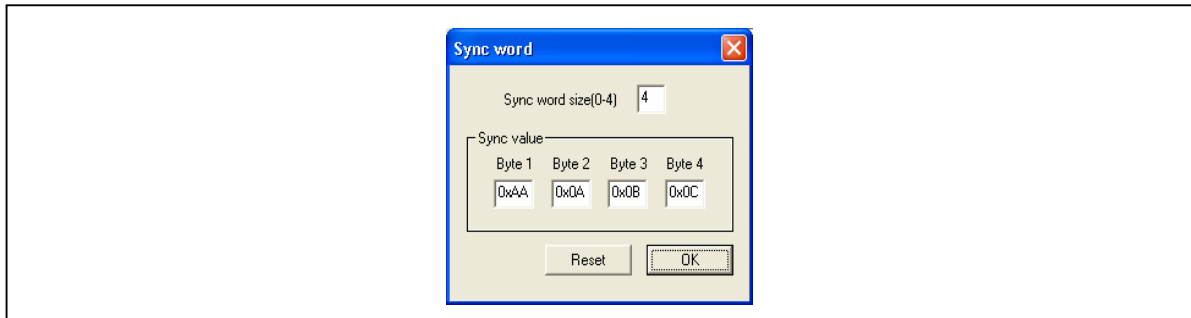 Sync word
Sync word size(0-4) 4
Sync value
Byte 1 Byte 2 Byte 3 Byte 4
0xAA 0x0A 0x0B 0x0C
Reset OK